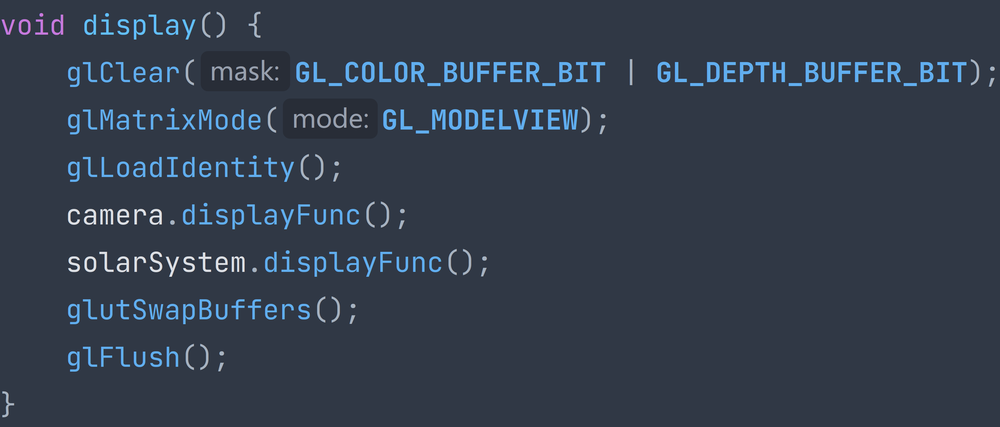 void display() {
    glClear( mask: GL_COLOR_BUFFER_BIT | GL_DEPTH_BUFFER_BIT);
    glMatrixMode( mode: GL_MODELVIEW);
    glLoadIdentity();
    camera.displayFunc();
    solarSystem.displayFunc();
    glutSwapBuffers();
    glFlush();
}